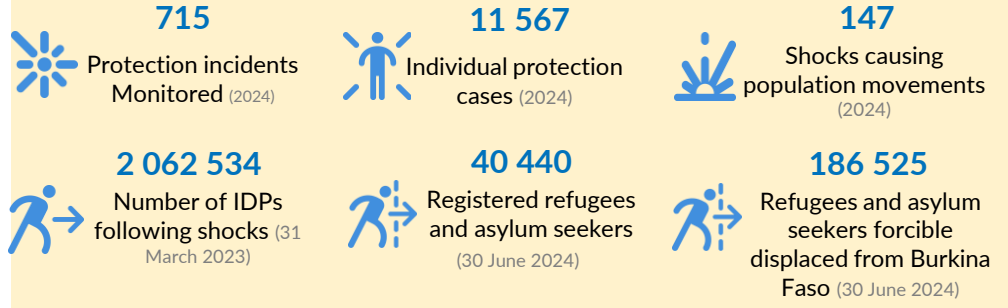 715
Protection incidents
Monitored (2024)
11 567
Individual protection
cases (2024)
147
Shocks causing
population movements
(2024)
2 062 534
Number of IDPs
following shocks (31
March 2023)
40 440
Registered refugees
and asylum seekers
(30 June 2024)
186 525
Refugees and asylum
seekers forcible
displaced from Burkina
Faso (30 June 2024)